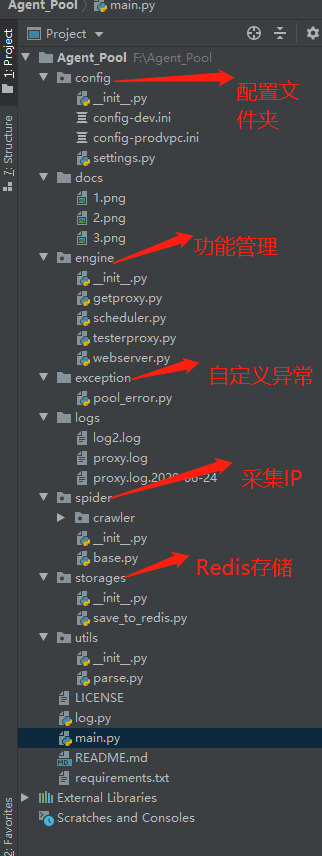 Agent_Pool
main.py
1: Project
Project
Agent_Pool F:\Agent_Pool
config
配置文件夹
__init__.py
config-dev.ini
config-prodvpc.ini
settings.py
7: Structure
docs
1.png
2.png
3.png
engine
功能管理
__init__.py
getproxy.py
scheduler.py
testerproxy.py
webserver.py
exception
自定义异常
pool_error.py
logs
log2.log
proxy.log
proxy.log.2020-06-24
spider
采集IP
crawler
__init__.py
base.py
storages
Redis存储
__init__.py
save_to_redis.py
utils
__init__.py
parse.py
LICENSE
log.py
main.py
README.md
requirements.txt
External Libraries
Scratches and Consoles
2: Favorites